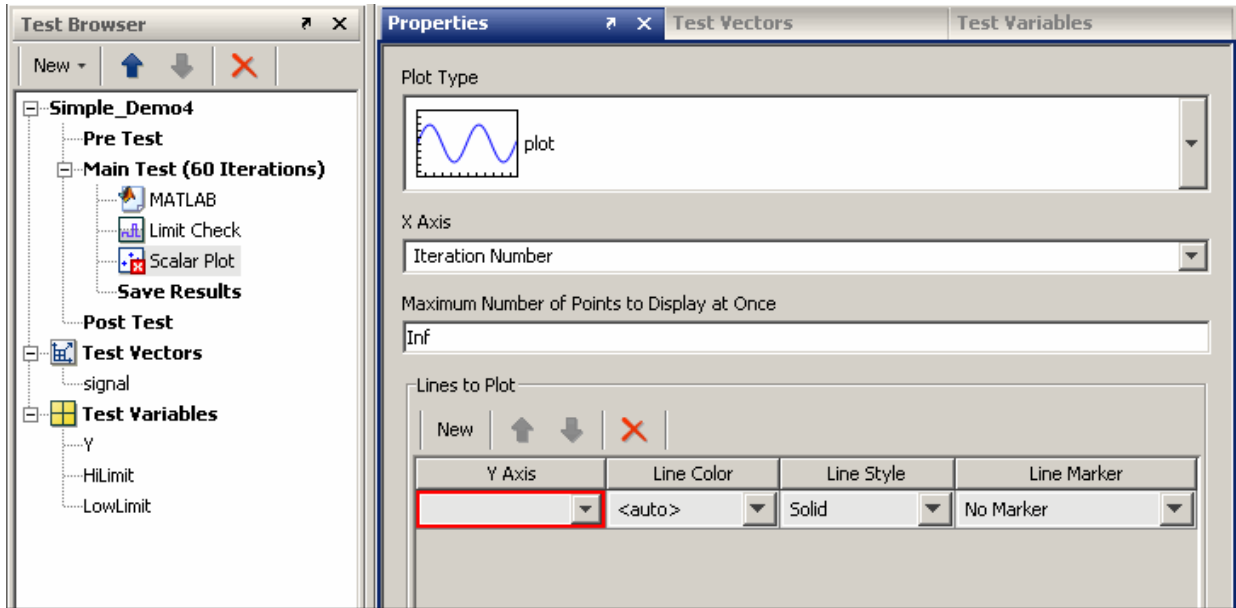 Test Browser
New
Simple_Demo4
Pre Test
Main Test (60 Iterations)
MATLAB
Limit Check
Scalar Plot
Save Results
Post Test
Test Vectors
signal
Test Variables
Y
HiLimit
LowLimit
Properties
Test Vectors
Test Variables
Plot Type
plot
X Axis
Iteration Number
Maximum Number of Points to Display at Once
Inf
Lines to Plot
New
Y Axis Line Color Line Style Line Marker
<auto> Solid No Marker